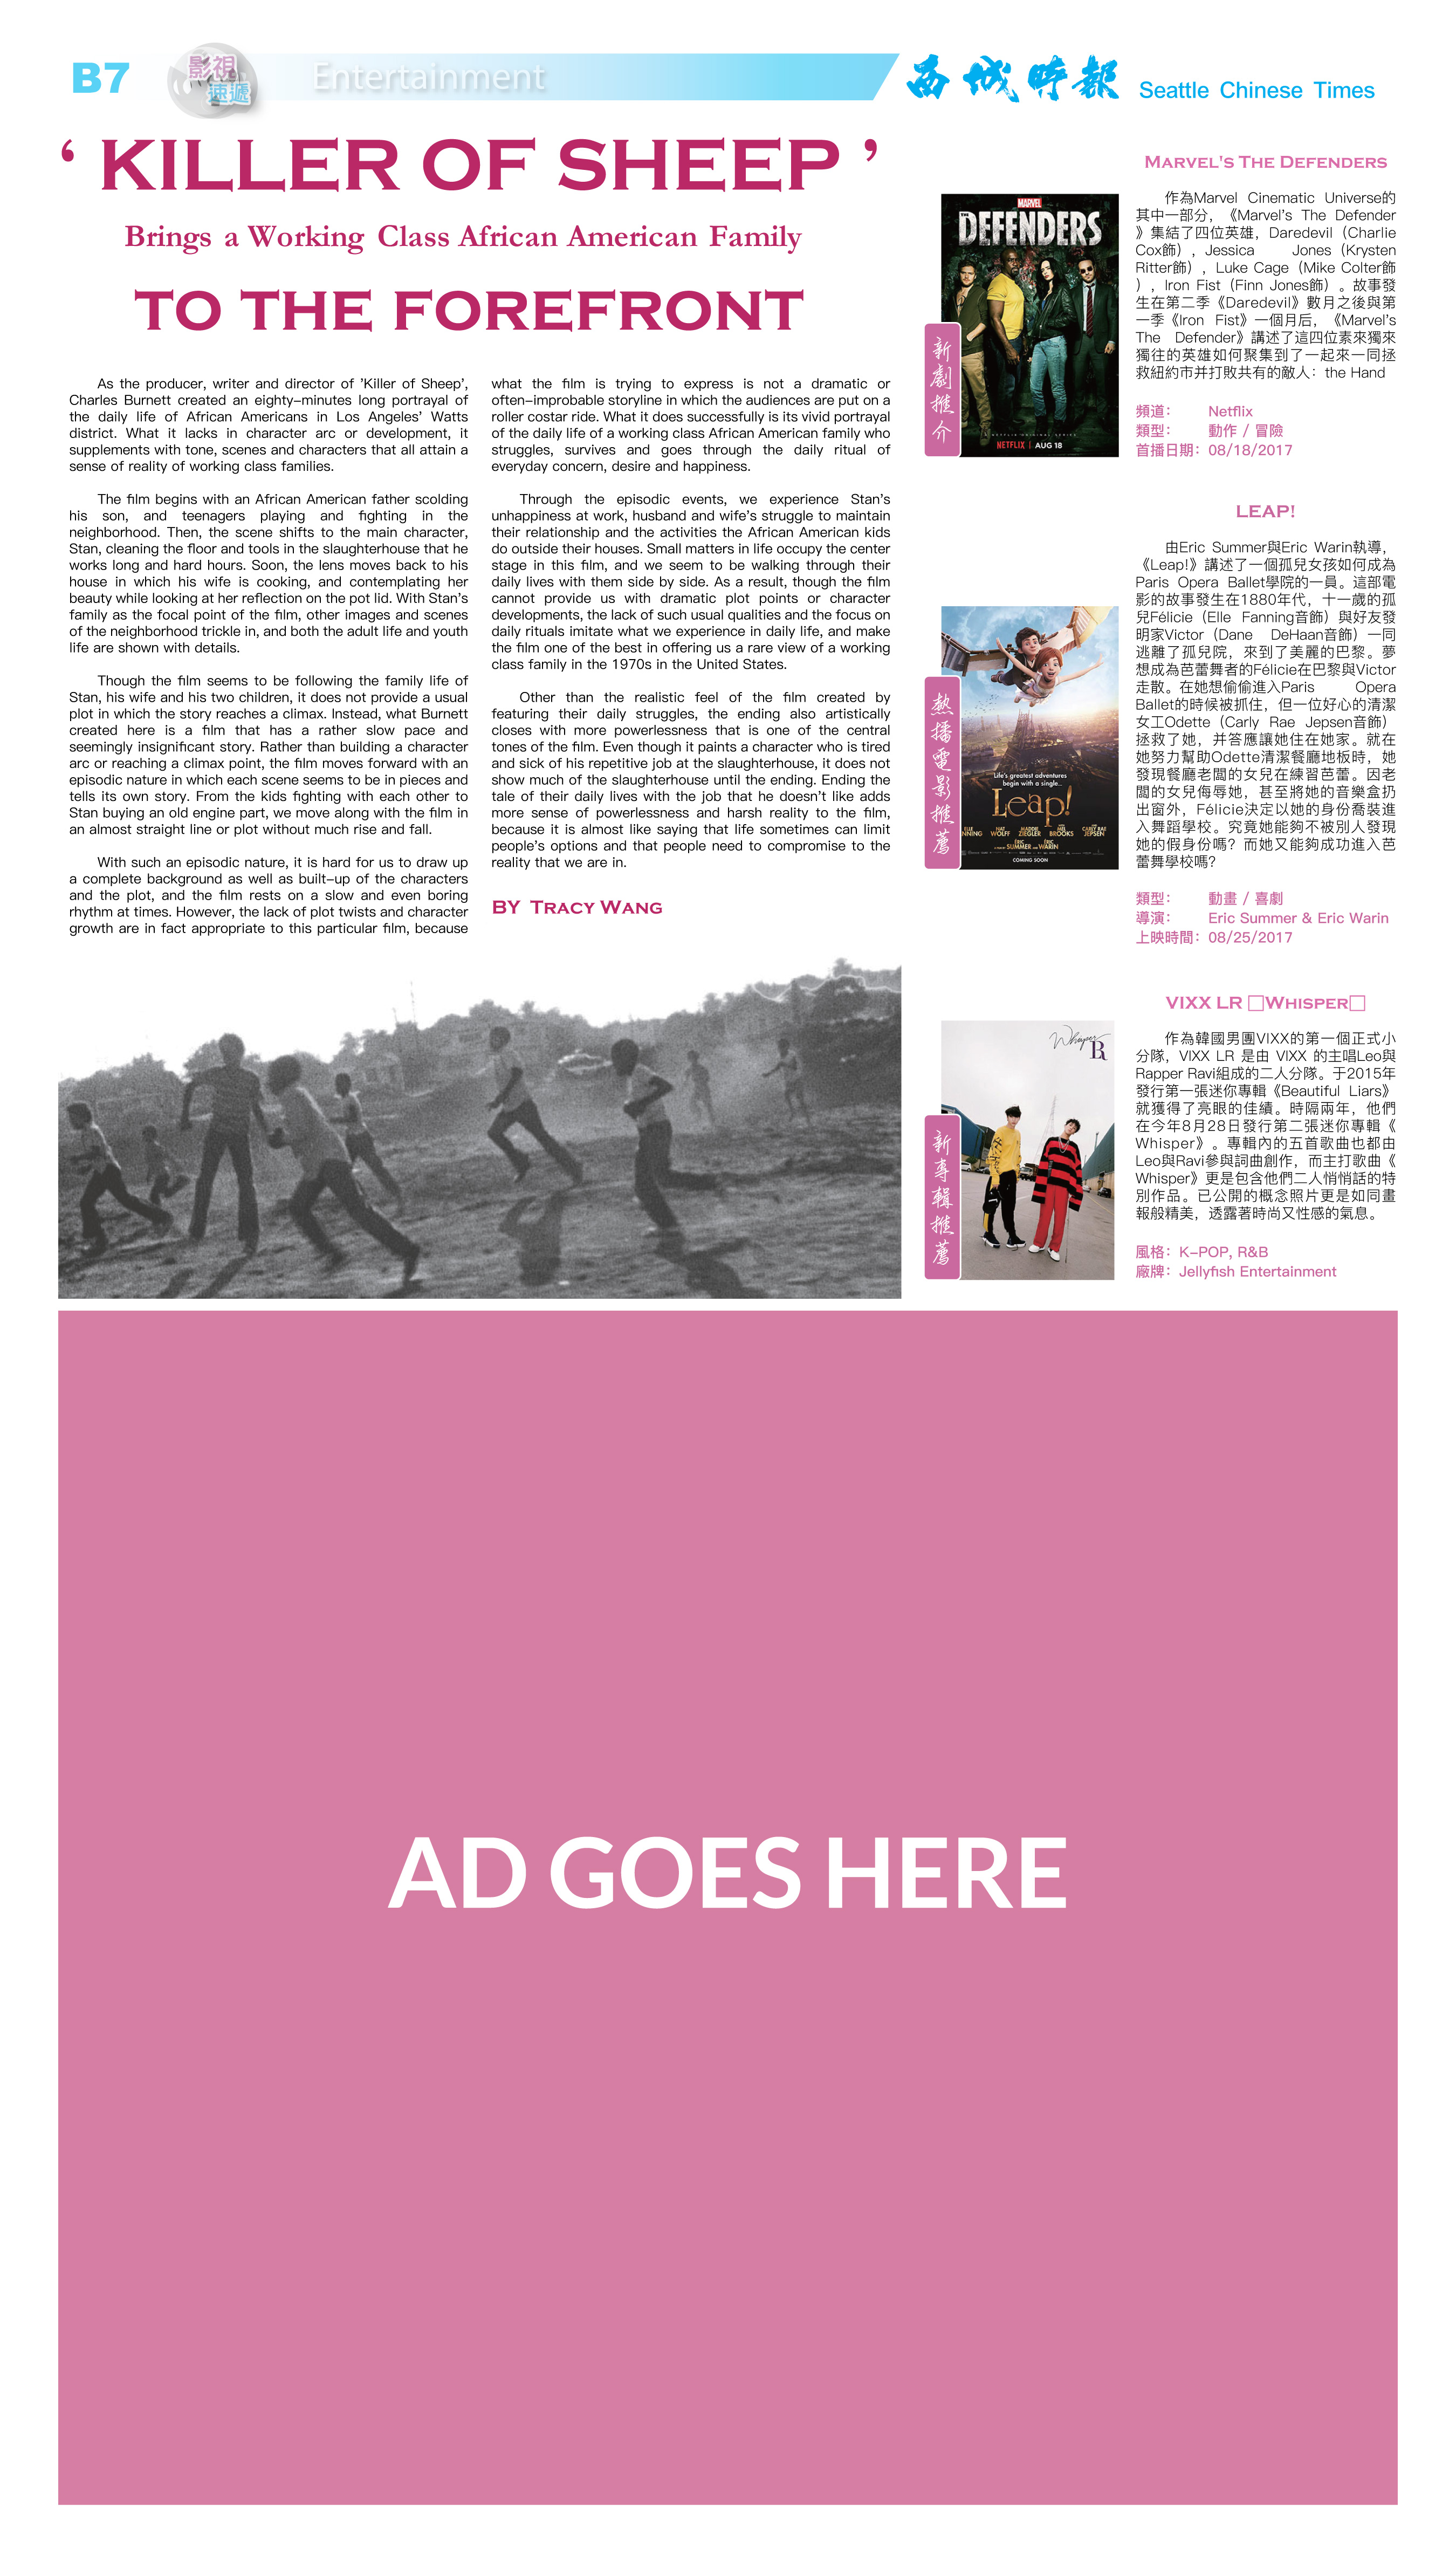 B7
影視
速遞
Entertainment
西城時報
Seattle Chinese Times
‘ KILLER OF SHEEP ’
Brings a Working Class African American Family
TO THE FOREFRONT
As the producer, writer and director of ’Killer of Sheep’,
Charles Burnett created an eighty-minutes long portrayal of
the daily life of African Americans in Los Angeles’ Watts
district. What it lacks in character arc or development, it
supplements with tone, scenes and characters that all attain a
sense of reality of working class families.
The film begins with an African American father scolding
his son, and teenagers playing and fighting in the
neighborhood. Then, the scene shifts to the main character,
Stan, cleaning the floor and tools in the slaughterhouse that he
works long and hard hours. Soon, the lens moves back to his
house in which his wife is cooking, and contemplating her
beauty while looking at her reflection on the pot lid. With Stan’s
family as the focal point of the film, other images and scenes
of the neighborhood trickle in, and both the adult life and youth
life are shown with details.
Though the film seems to be following the family life of
Stan, his wife and his two children, it does not provide a usual
plot in which the story reaches a climax. Instead, what Burnett
created here is a film that has a rather slow pace and
seemingly insignificant story. Rather than building a character
arc or reaching a climax point, the film moves forward with an
episodic nature in which each scene seems to be in pieces and
tells its own story. From the kids fighting with each other to
Stan buying an old engine part, we move along with the film in
an almost straight line or plot without much rise and fall.
With such an episodic nature, it is hard for us to draw up
a complete background as well as built-up of the characters
and the plot, and the film rests on a slow and even boring
rhythm at times. However, the lack of plot twists and character
growth are in fact appropriate to this particular film, because
what the film is trying to express is not a dramatic or
often-improbable storyline in which the audiences are put on a
roller costar ride. What it does successfully is its vivid portrayal
of the daily life of a working class African American family who
struggles, survives and goes through the daily ritual of
everyday concern, desire and happiness.
Through the episodic events, we experience Stan’s
unhappiness at work, husband and wife’s struggle to maintain
their relationship and the activities the African American kids
do outside their houses. Small matters in life occupy the center
stage in this film, and we seem to be walking through their
daily lives with them side by side. As a result, though the film
cannot provide us with dramatic plot points or character
developments, the lack of such usual qualities and the focus on
daily rituals imitate what we experience in daily life, and make
the film one of the best in offering us a rare view of a working
class family in the 1970s in the United States.
Other than the realistic feel of the film created by
featuring their daily struggles, the ending also artistically
closes with more powerlessness that is one of the central
tones of the film. Even though it paints a character who is tired
and sick of his repetitive job at the slaughterhouse, it does not
show much of the slaughterhouse until the ending. Ending the
tale of their daily lives with the job that he doesn’t like adds
more sense of powerlessness and harsh reality to the film,
because it is almost like saying that life sometimes can limit
people’s options and that people need to compromise to the
reality that we are in.
BY TRACY WANG
MARVEL'S THE DEFENDERS
MARVEL
THE
DEFENDERS
A NETFLIX ORIGINAL SERIES
NETFLIX | AUG 18
新劇推介
作為Marvel Cinematic Universe的
其中一部分，《Marvel’s The Defender
》集結了四位英雄，Daredevil（Charlie
Cox飾），Jessica Jones（Krysten
Ritter飾），Luke Cage（Mike Colter飾
），Iron Fist（Finn Jones飾）。故事發
生在第二季《Daredevil》數月之後與第
一季《Iron Fist》一個月后，《Marvel’s
The Defender》講述了這四位素來獨來
獨往的英雄如何聚集到了一起來一同拯
救紐約市并打敗共有的敵人：the Hand
頻道： Netflix
類型： 動作 / 冒險
首播日期：08/18/2017
LEAP!
Life's greatest adventures
begin with a single...
Leap!
ELLE FANNING NAT WOLFF MADDIE ZIEGLER MEL BROOKS CARLY RAE JEPSEN
ERIC SUMMER AND ERIC WARIN
COMING SOON
熱播電影推薦
由Eric Summer與Eric Warin執導，
《Leap!》講述了一個孤兒女孩如何成為
Paris Opera Ballet學院的一員。這部電
影的故事發生在1880年代，十一歲的孤
兒Félicie（Elle Fanning音飾）與好友發
明家Victor（Dane DeHaan音飾）一同
逃離了孤兒院，來到了美麗的巴黎。夢
想成為芭蕾舞者的Félicie在巴黎與Victor
走散。在她想偷偷進入Paris Opera
Ballet的時候被抓住，但一位好心的清潔
女工Odette（Carly Rae Jepsen音飾）
拯救了她，并答應讓她住在她家。就在
她努力幫助Odette清潔餐廳地板時，她
發現餐廳老闆的女兒在練習芭蕾。因老
闆的女兒侮辱她，甚至將她的音樂盒扔
出窗外，Félicie決定以她的身份喬裝進
入舞蹈學校。究竟她能夠不被別人發現
她的假身份嗎？而她又能夠成功進入芭
蕾舞學校嗎？
類型： 動畫 / 喜劇
導演： Eric Summer & Eric Warin
上映時間：08/25/2017
VIXX LR □WHISPER□
Whisper
LR
新專輯推薦
作為韓國男團VIXX的第一個正式小
分隊，VIXX LR 是由 VIXX 的主唱Leo與
Rapper Ravi組成的二人分隊。于2015年
發行第一張迷你專輯《Beautiful Liars》
就獲得了亮眼的佳績。時隔兩年，他們
在今年8月28日發行第二張迷你專輯《
Whisper》。專輯內的五首歌曲也都由
Leo與Ravi參與詞曲創作，而主打歌曲《
Whisper》更是包含他們二人悄悄話的特
別作品。已公開的概念照片更是如同畫
報般精美，透露著時尚又性感的氣息。
風格：K-POP, R&B
廠牌：Jellyfish Entertainment
AD GOES HERE